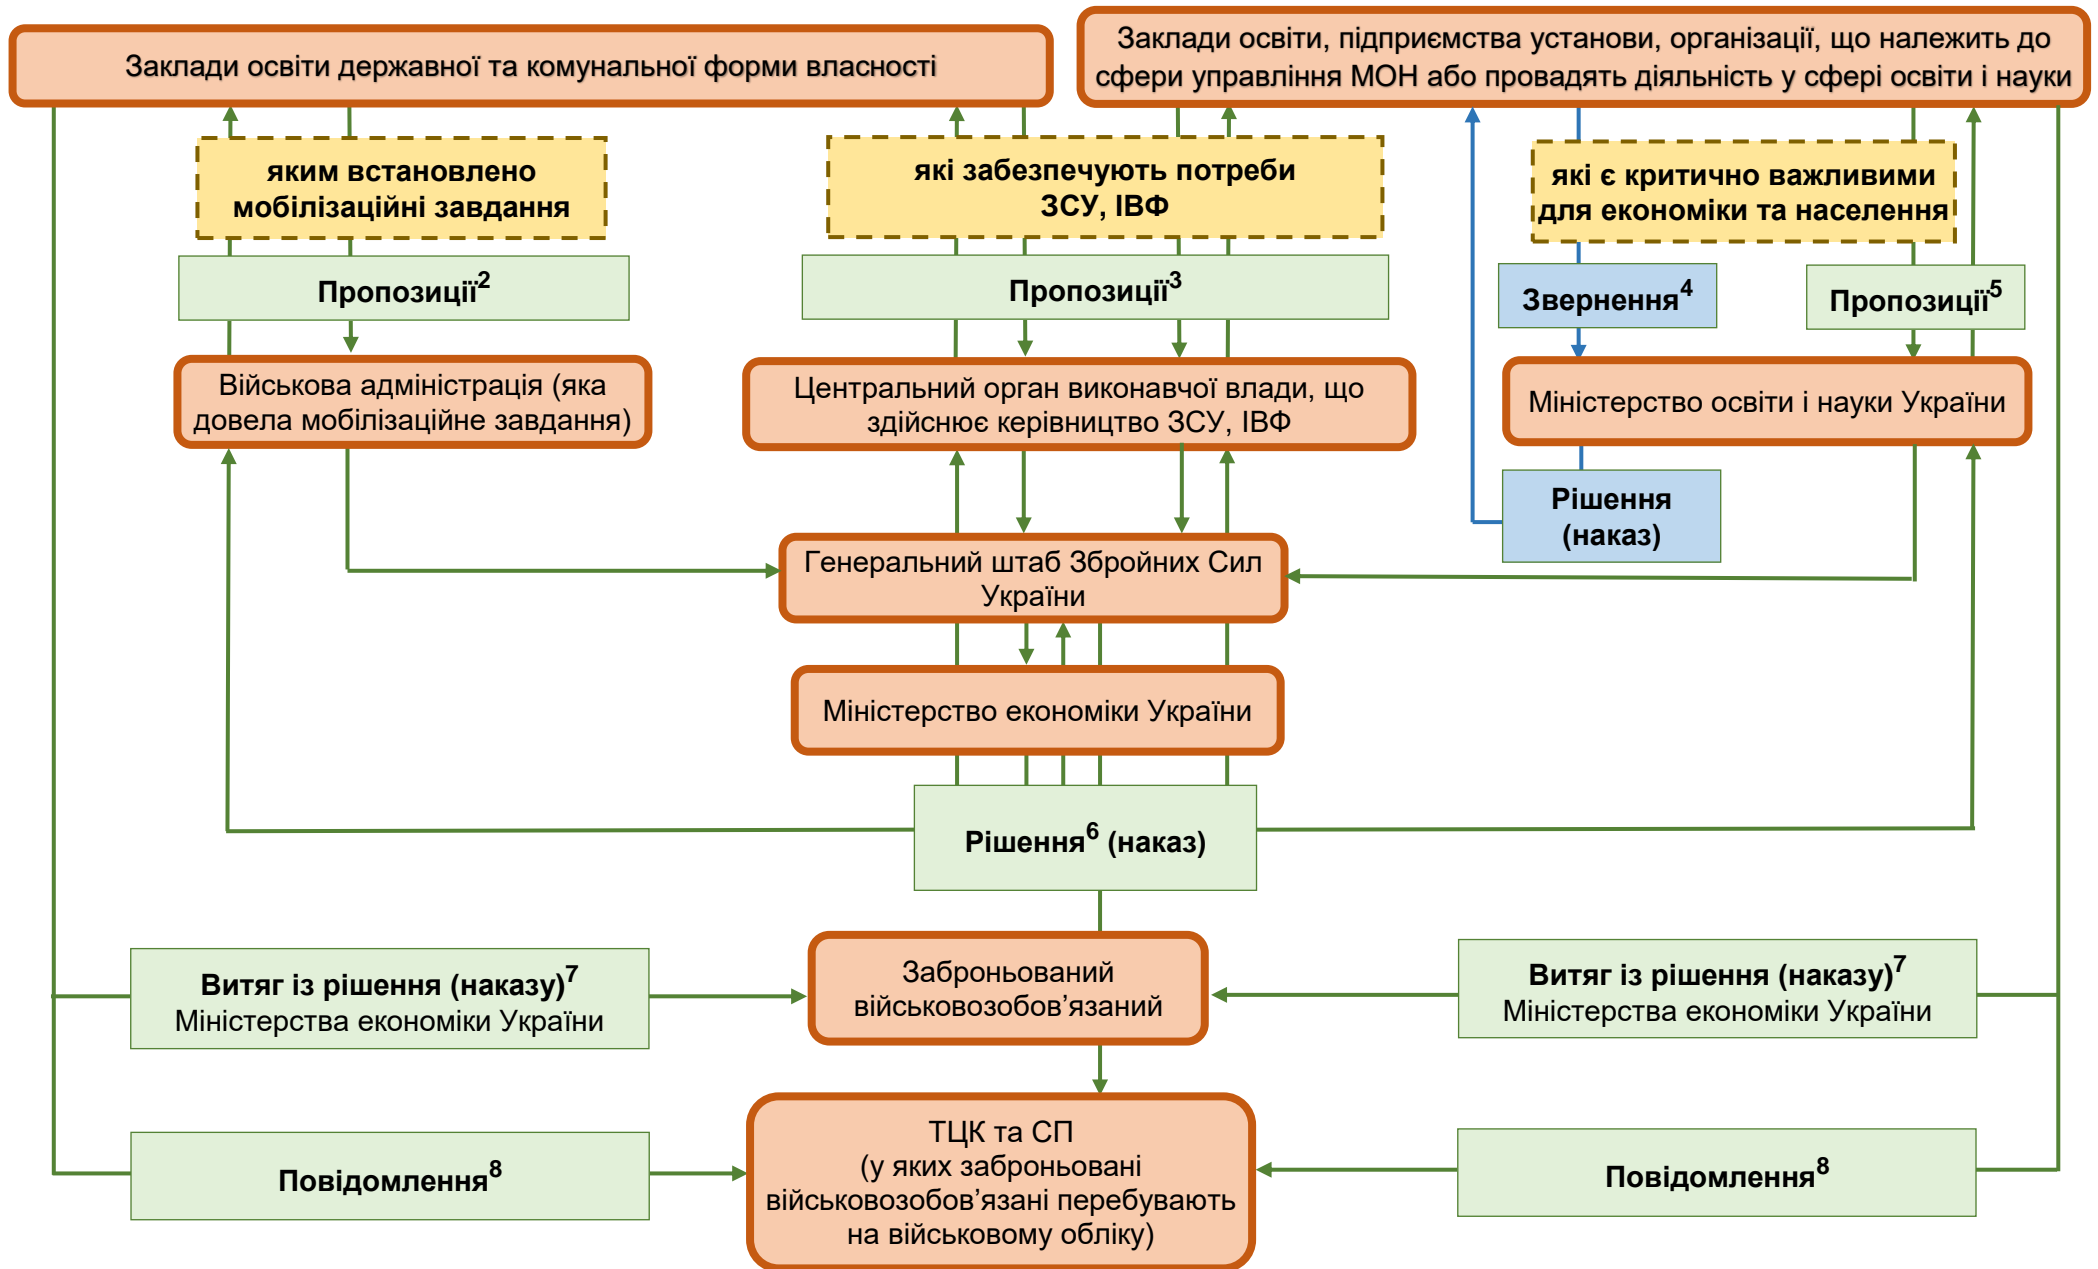 Заклади освіти державної та комунальної форми власності
Заклади освіти, підприємства установи, організації, що належить до
сфери управління МОН або провадять діяльність у сфері освіти і науки
яким встановлено
мобілізаційні завдання
які забезпечують потреби
ЗСУ, ІВФ
які є критично важливими
для економіки та населення
Пропозиції²
Пропозиції³
Звернення⁴
Пропозиції⁵
Військова адміністрація (яка
довела мобілізаційне завдання)
Центральний орган виконавчої влади, що
здійснює керівництво ЗСУ, ІВФ
Міністерство освіти і науки України
Рішення
(наказ)
Генеральний штаб Збройних Сил
України
Міністерство економіки України
Рішення⁶ (наказ)
Витяг із рішення (наказу)⁷
Міністерства економіки України
Заброньований
військовозобов’язаний
Витяг із рішення (наказу)⁷
Міністерства економіки України
Повідомлення⁸
ТЦК та СП
(у яких заброньовані
військовозобов’язані перебувають
на військовому обліку)
Повідомлення⁸